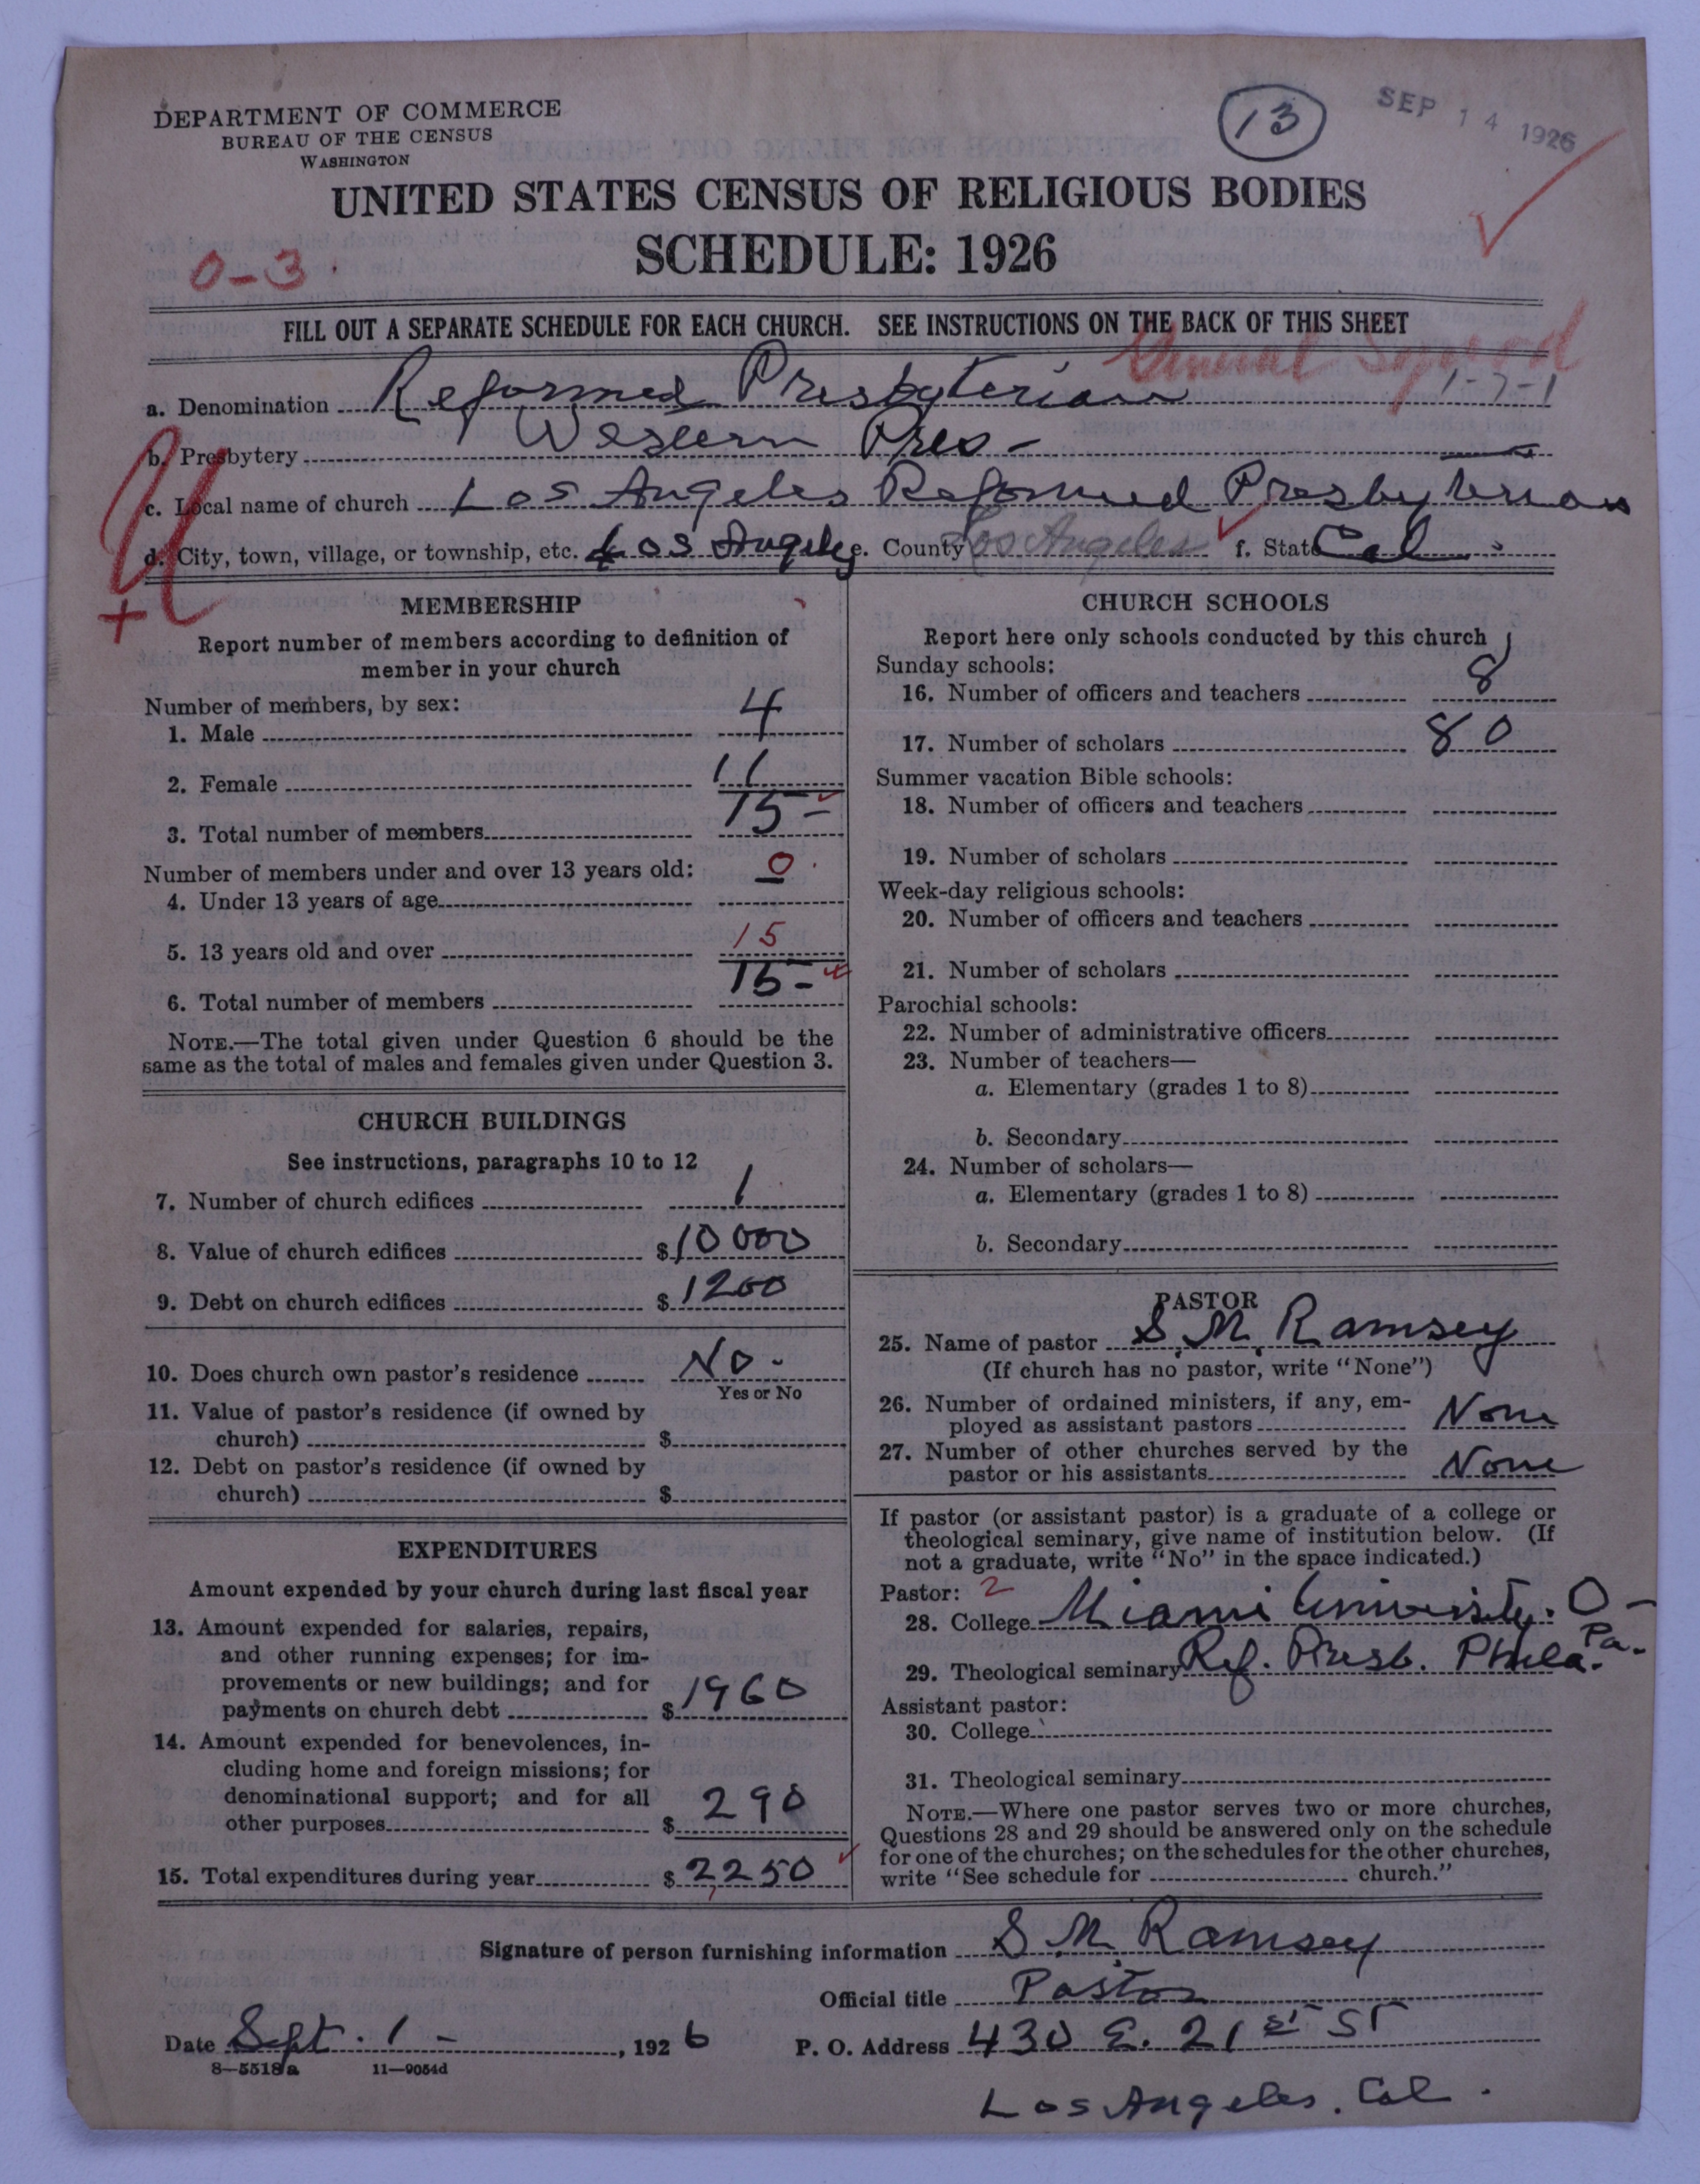 DEPARTMENT OF COMMERCE
BUREAU OF THE CENSUS
WASHINGTON
13
SEP 14 1926
UNITED STATES CENSUS OF RELIGIOUS BODIES
SCHEDULE: 1926
0-3
FILL OUT A SEPARATE SCHEDULE FOR EACH CHURCH. SEE INSTRUCTIONS ON THE BACK OF THIS SHEET
General Synod
a. Denomination Reformed Presbyterian 1-7-1
b. Presbytery Western Pres-
c. Local name of church Los Angeles Reformed Presbyterian
d. City, town, village, or township, etc. Los Angeles e. County Los Angeles f. State Cal
U
+
MEMBERSHIP
Report number of members according to definition of
member in your church
Number of members, by sex:
1. Male 4
2. Female 11
3. Total number of members 15-
Number of members under and over 13 years old:
4. Under 13 years of age 0
5. 13 years old and over 15
6. Total number of members 15-
NOTE.—The total given under Question 6 should be the
same as the total of males and females given under Question 3.
CHURCH BUILDINGS
See instructions, paragraphs 10 to 12
7. Number of church edifices 1
8. Value of church edifices $10000
9. Debt on church edifices $1200
10. Does church own pastor's residence No-
Yes or No
11. Value of pastor's residence (if owned by
church) $
12. Debt on pastor's residence (if owned by
church) $
EXPENDITURES
Amount expended by your church during last fiscal year
13. Amount expended for salaries, repairs,
and other running expenses; for im-
provements or new buildings; and for
payments on church debt $1960
14. Amount expended for benevolences, in-
cluding home and foreign missions; for
denominational support; and for all
other purposes $290
15. Total expenditures during year $2,250
CHURCH SCHOOLS
Report here only schools conducted by this church
Sunday schools:
16. Number of officers and teachers 8
17. Number of scholars 80
Summer vacation Bible schools:
18. Number of officers and teachers
19. Number of scholars
Week-day religious schools:
20. Number of officers and teachers
21. Number of scholars
Parochial schools:
22. Number of administrative officers
23. Number of teachers—
a. Elementary (grades 1 to 8)
b. Secondary
24. Number of scholars—
a. Elementary (grades 1 to 8)
b. Secondary
PASTOR
25. Name of pastor S. M. Ramsey
(If church has no pastor, write "None")
26. Number of ordained ministers, if any, em-
ployed as assistant pastors None
27. Number of other churches served by the
pastor or his assistants None
If pastor (or assistant pastor) is a graduate of a college or
theological seminary, give name of institution below. (If
not a graduate, write "No" in the space indicated.)
Pastor: 2
28. College Miami University. O-
29. Theological seminary Ref. Presb. Phila. Pa.
Assistant pastor:
30. College
31. Theological seminary
NOTE.—Where one pastor serves two or more churches,
Questions 28 and 29 should be answered only on the schedule
for one of the churches; on the schedules for the other churches,
write "See schedule for church."
Signature of person furnishing information S. M. Ramsey
Official title Pastor
Date Sept. 1 - , 1926 P. O. Address 430 E. 21st ST
8-5518a 11-9054d
Los Angeles. Cal.